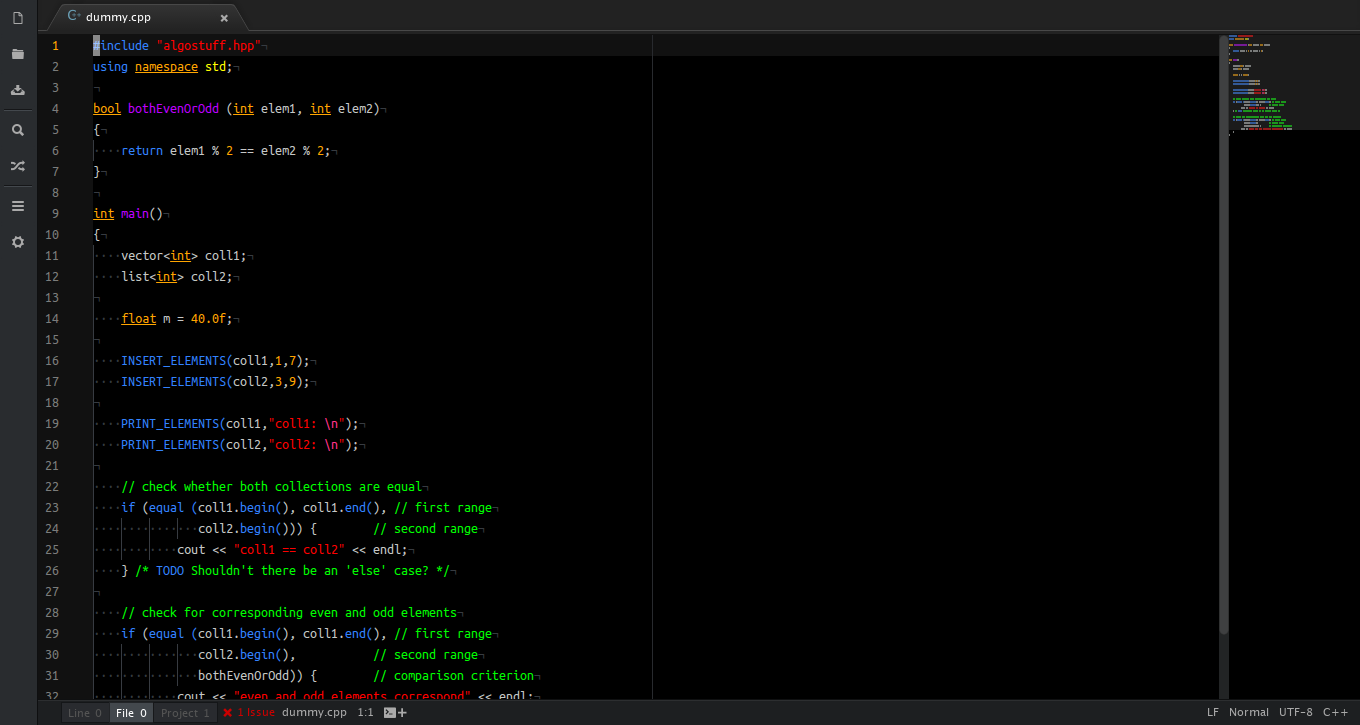 dummy.cpp
1 #include "algostuff.hpp"
2 using namespace std;
3
4 bool bothEvenOrOdd (int elem1, int elem2)
5 {
6 return elem1 % 2 == elem2 % 2;
7 }
8
9 int main()
10 {
11 vector<int> coll1;
12 list<int> coll2;
13
14 float m = 40.0f;
15
16 INSERT_ELEMENTS(coll1,1,7);
17 INSERT_ELEMENTS(coll2,3,9);
18
19 PRINT_ELEMENTS(coll1,"coll1: \n");
20 PRINT_ELEMENTS(coll2,"coll2: \n");
21
22 // check whether both collections are equal
23 if (equal (coll1.begin(), coll1.end(), // first range
24 coll2.begin())) { // second range
25 cout << "coll1 == coll2" << endl;
26 } /* TODO Shouldn't there be an 'else' case? */
27
28 // check for corresponding even and odd elements
29 if (equal (coll1.begin(), coll1.end(), // first range
30 coll2.begin(), // second range
31 bothEvenOrOdd)) { // comparison criterion
32 cout << "even and odd elements correspond" << endl;
Line 0 File 0 Project 1 1 Issue dummy.cpp 1:1 LF Normal UTF-8 C++